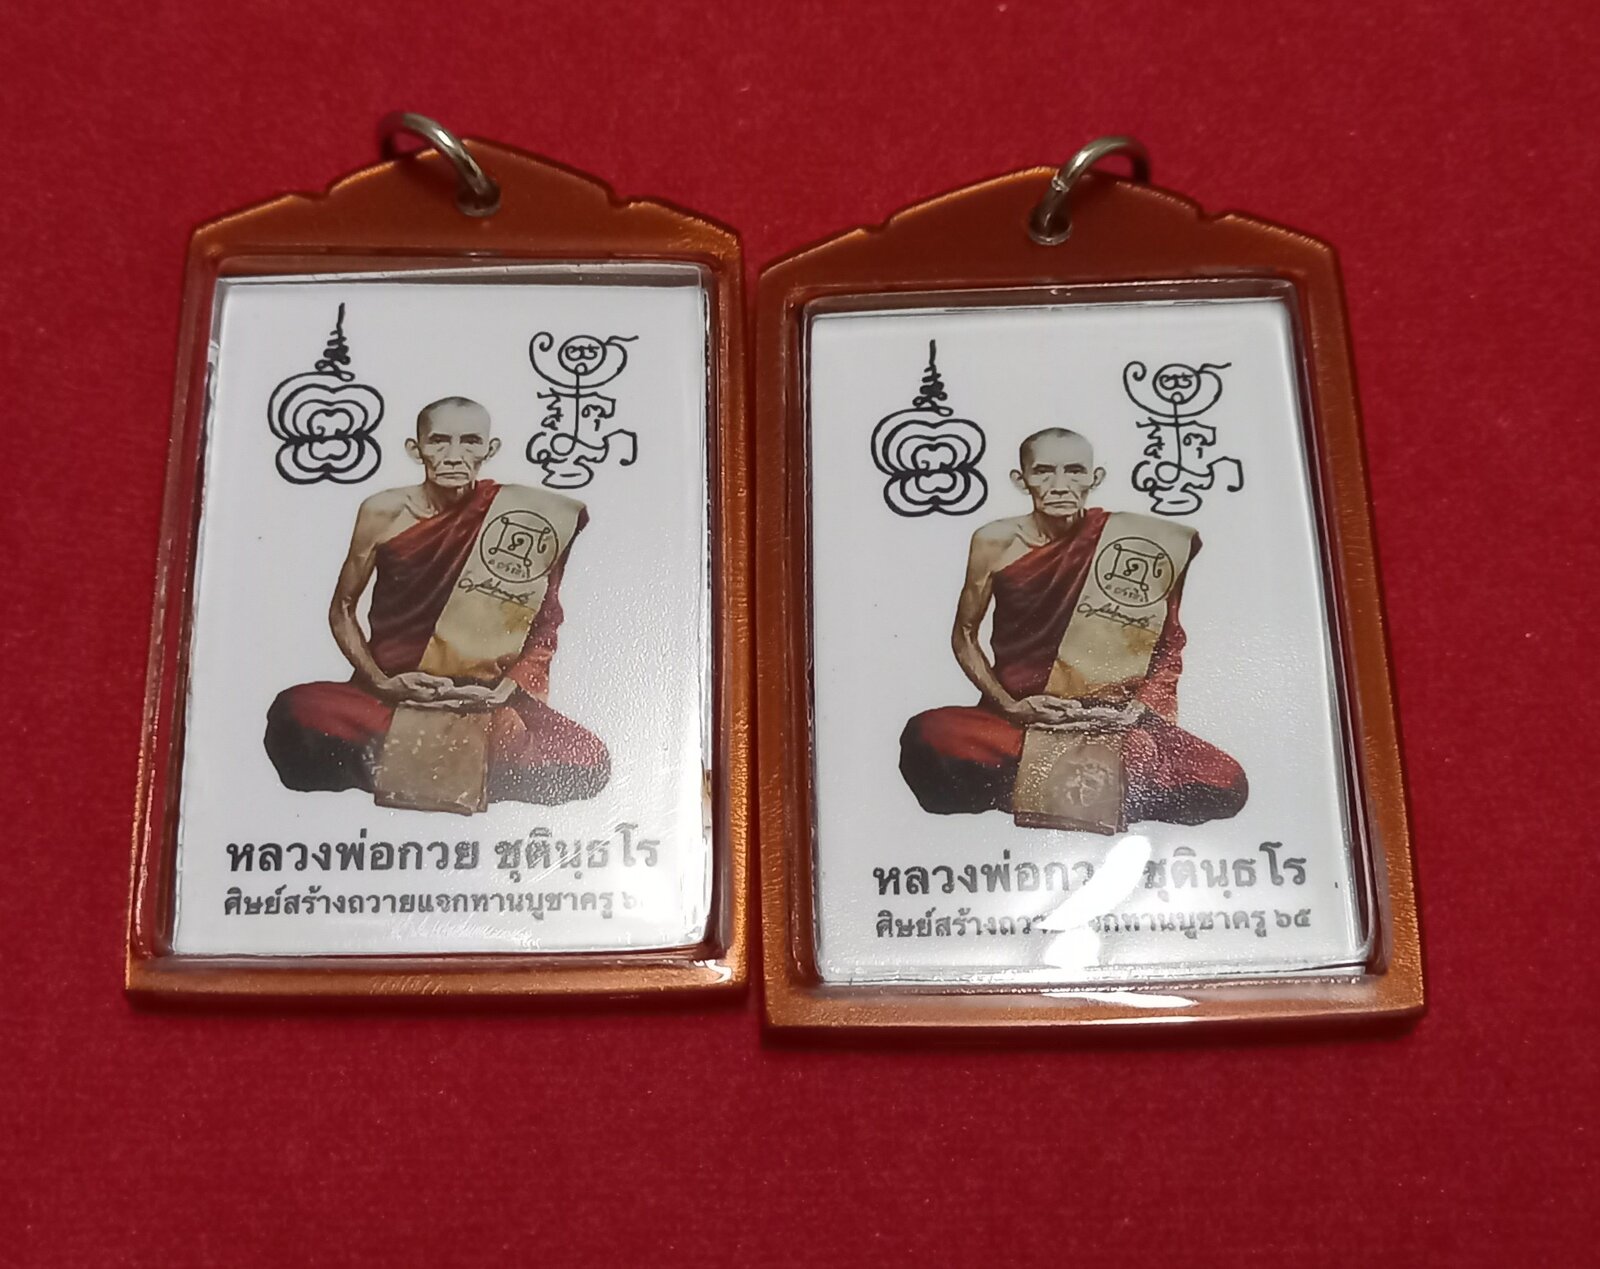 หลวงพ่อกวย ชุตินฺธโร
ศิษย์สร้างถวายแจกทานบูชาครู
หลวงพ่อกวย ชุตินฺธโร
ศิษย์สร้างถวายแจกทานบูชาครู ๖๕